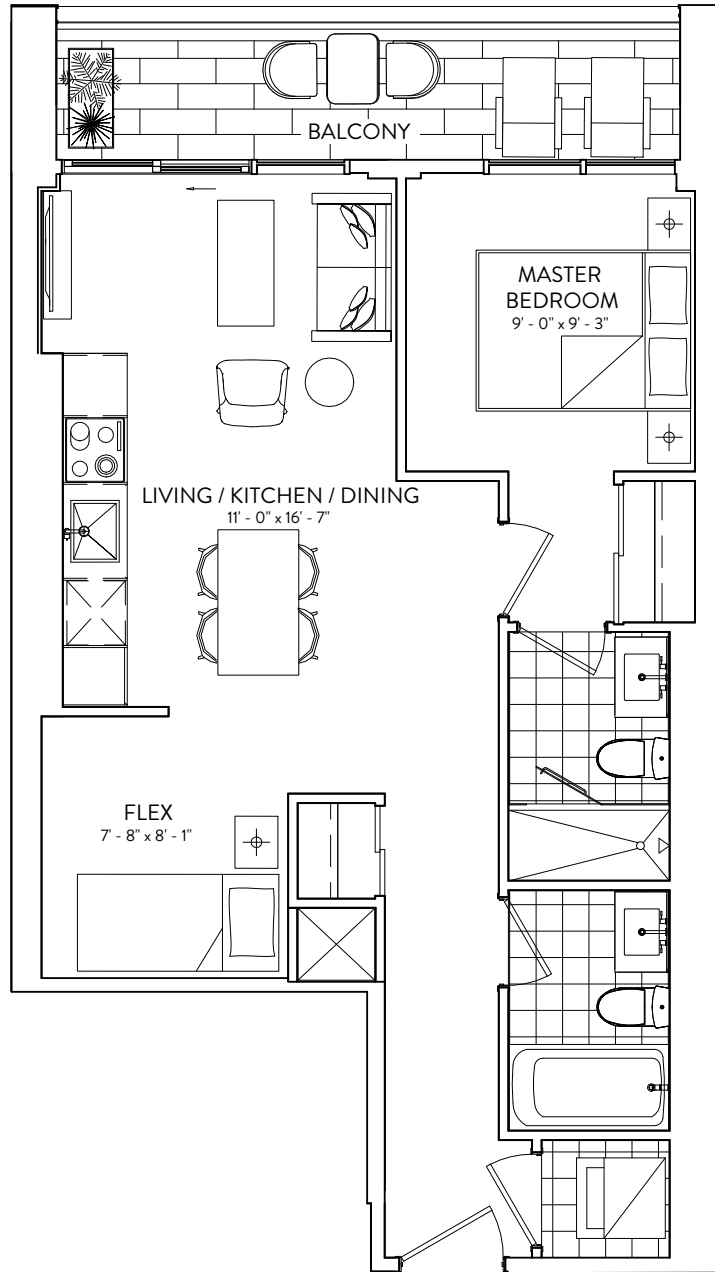 BALCONY
MASTER
BEDROOM
9' - 0" x 9' - 3"
LIVING / KITCHEN / DINING
11' - 0" x 16' - 7"
FLEX
7' - 8" x 8' - 1"